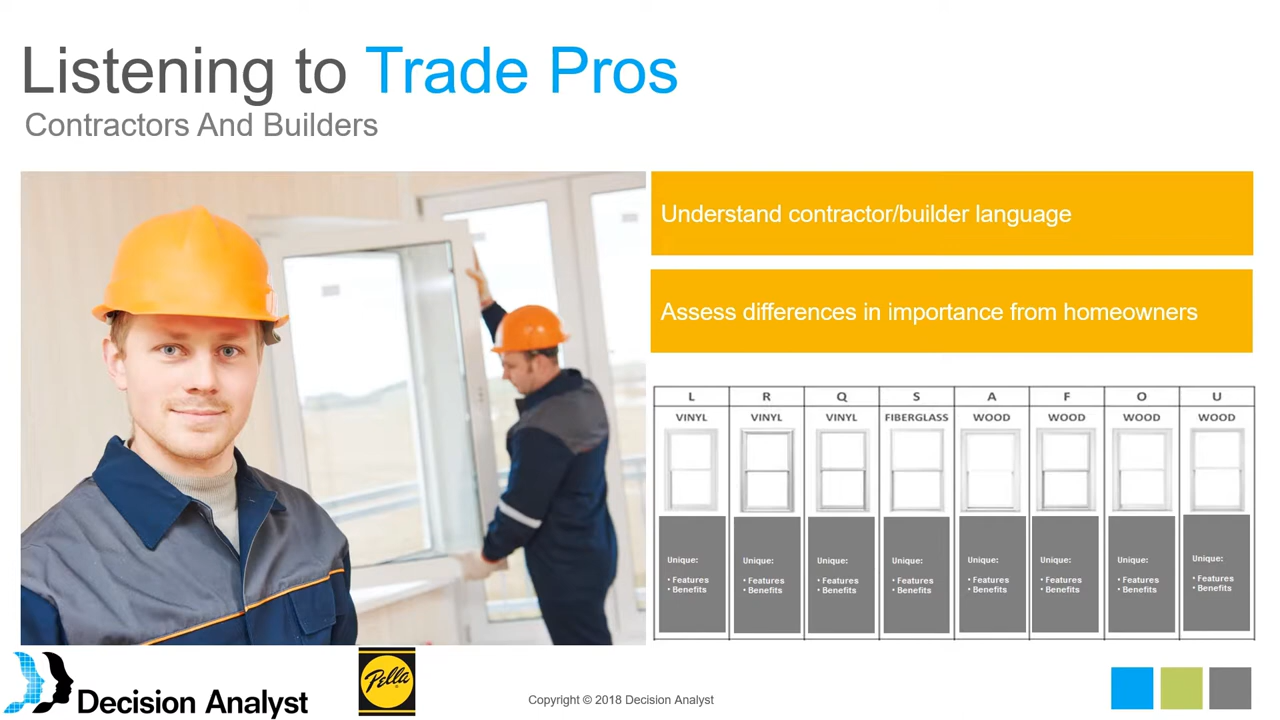 Listening to Trade Pros
Contractors And Builders
Understand contractor/builder language
Assess differences in importance from homeowners
L R Q S A F O U
VINYL VINYL VINYL FIBERGLASS WOOD WOOD WOOD WOOD
Unique: Unique: Unique: Unique: Unique: Unique: Unique: Unique:
• Features • Features • Features • Features • Features • Features • Features • Features
• Benefits • Benefits • Benefits • Benefits • Benefits • Benefits • Benefits • Benefits
Decision Analyst
Pella
Copyright © 2018 Decision Analyst